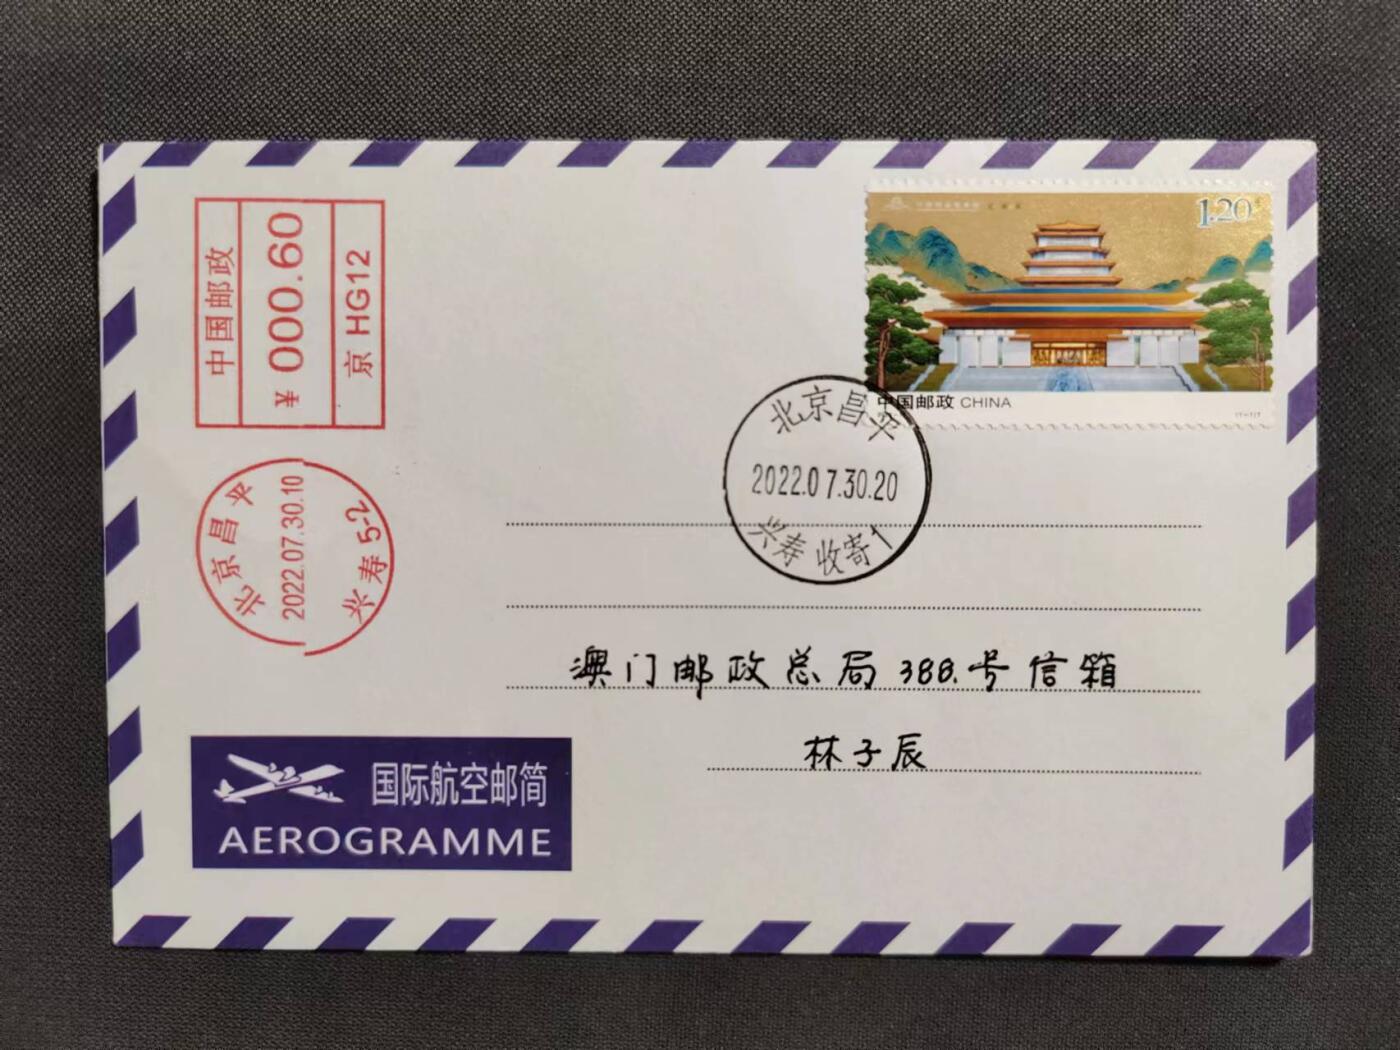 中国邮政
¥ 000.60
京 HG12
北京昌平
2022.07.30.10
兴寿 5-2
1.20
中国邮政 CHINA
北京昌平
2022.07.30.20
兴寿 收寄1
澳门邮政总局388.号信箱
林子辰
国际航空邮简
AEROGRAMME